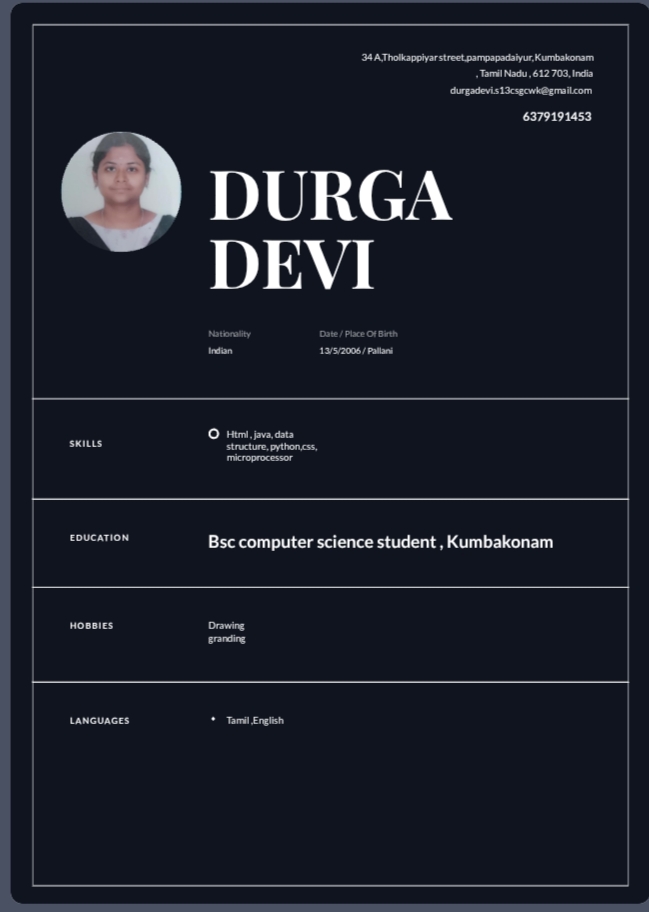 34 A,Tholkappiyar street,pampapadaiyur,Kumbakonam
, Tamil Nadu , 612 703, India
durgadevi.s13csgcwk@gmail.com
6379191453
DURGA
DEVI
Nationality Date / Place Of Birth
Indian 13/5/2006 / Pallani
SKILLS
Html , java, data
structure, python,css,
microprocessor
EDUCATION
Bsc computer science student , Kumbakonam
HOBBIES
Drawing
granding
LANGUAGES
• Tamil ,English